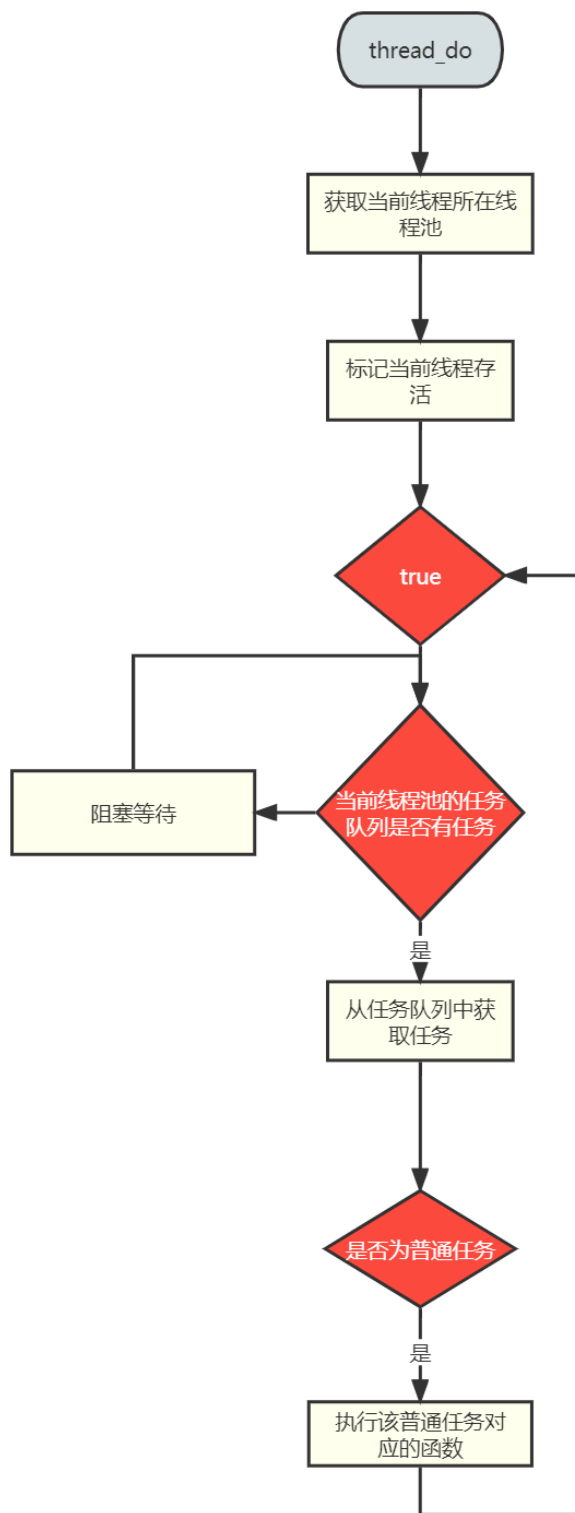 thread_do
获取当前线程所在线
程池
标记当前线程存
活
true
当前线程池的任务
队列是否有任务
阻塞等待
是
从任务队列中获
取任务
是否为普通任务
是
执行该普通任务对
应的函数